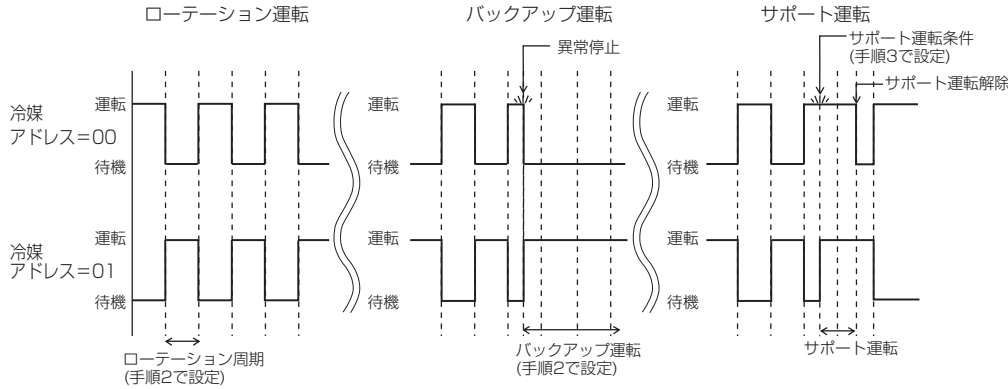 ローテーション運転
バックアップ運転
サポート運転
異常停止
サポート運転条件
(手順3で設定)
サポート運転解除
冷媒
アドレス=00
運転
待機
運転
待機
運転
待機
冷媒
アドレス=01
運転
待機
運転
待機
運転
待機
ローテーション周期
(手順2で設定)
バックアップ運転
(手順2で設定)
サポート運転